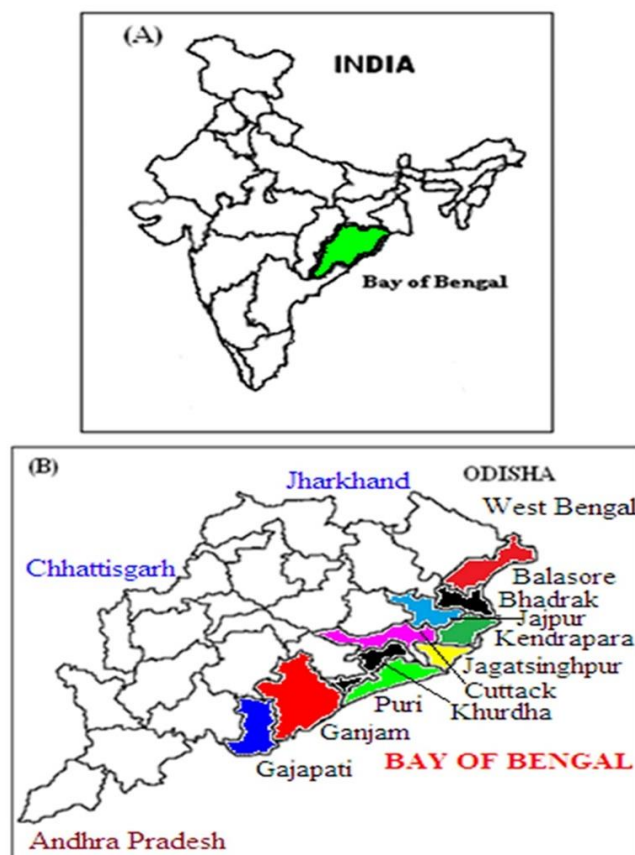 (A)
INDIA
Bay of Bengal
(B)
Jharkhand
ODISHA
West Bengal
Chhattisgarh
Balasore
Bhadrak
Jajpur
Kendrapara
Jagatsinghpur
Cuttack
Khurdha
Puri
Ganjam
Gajapati
BAY OF BENGAL
Andhra Pradesh